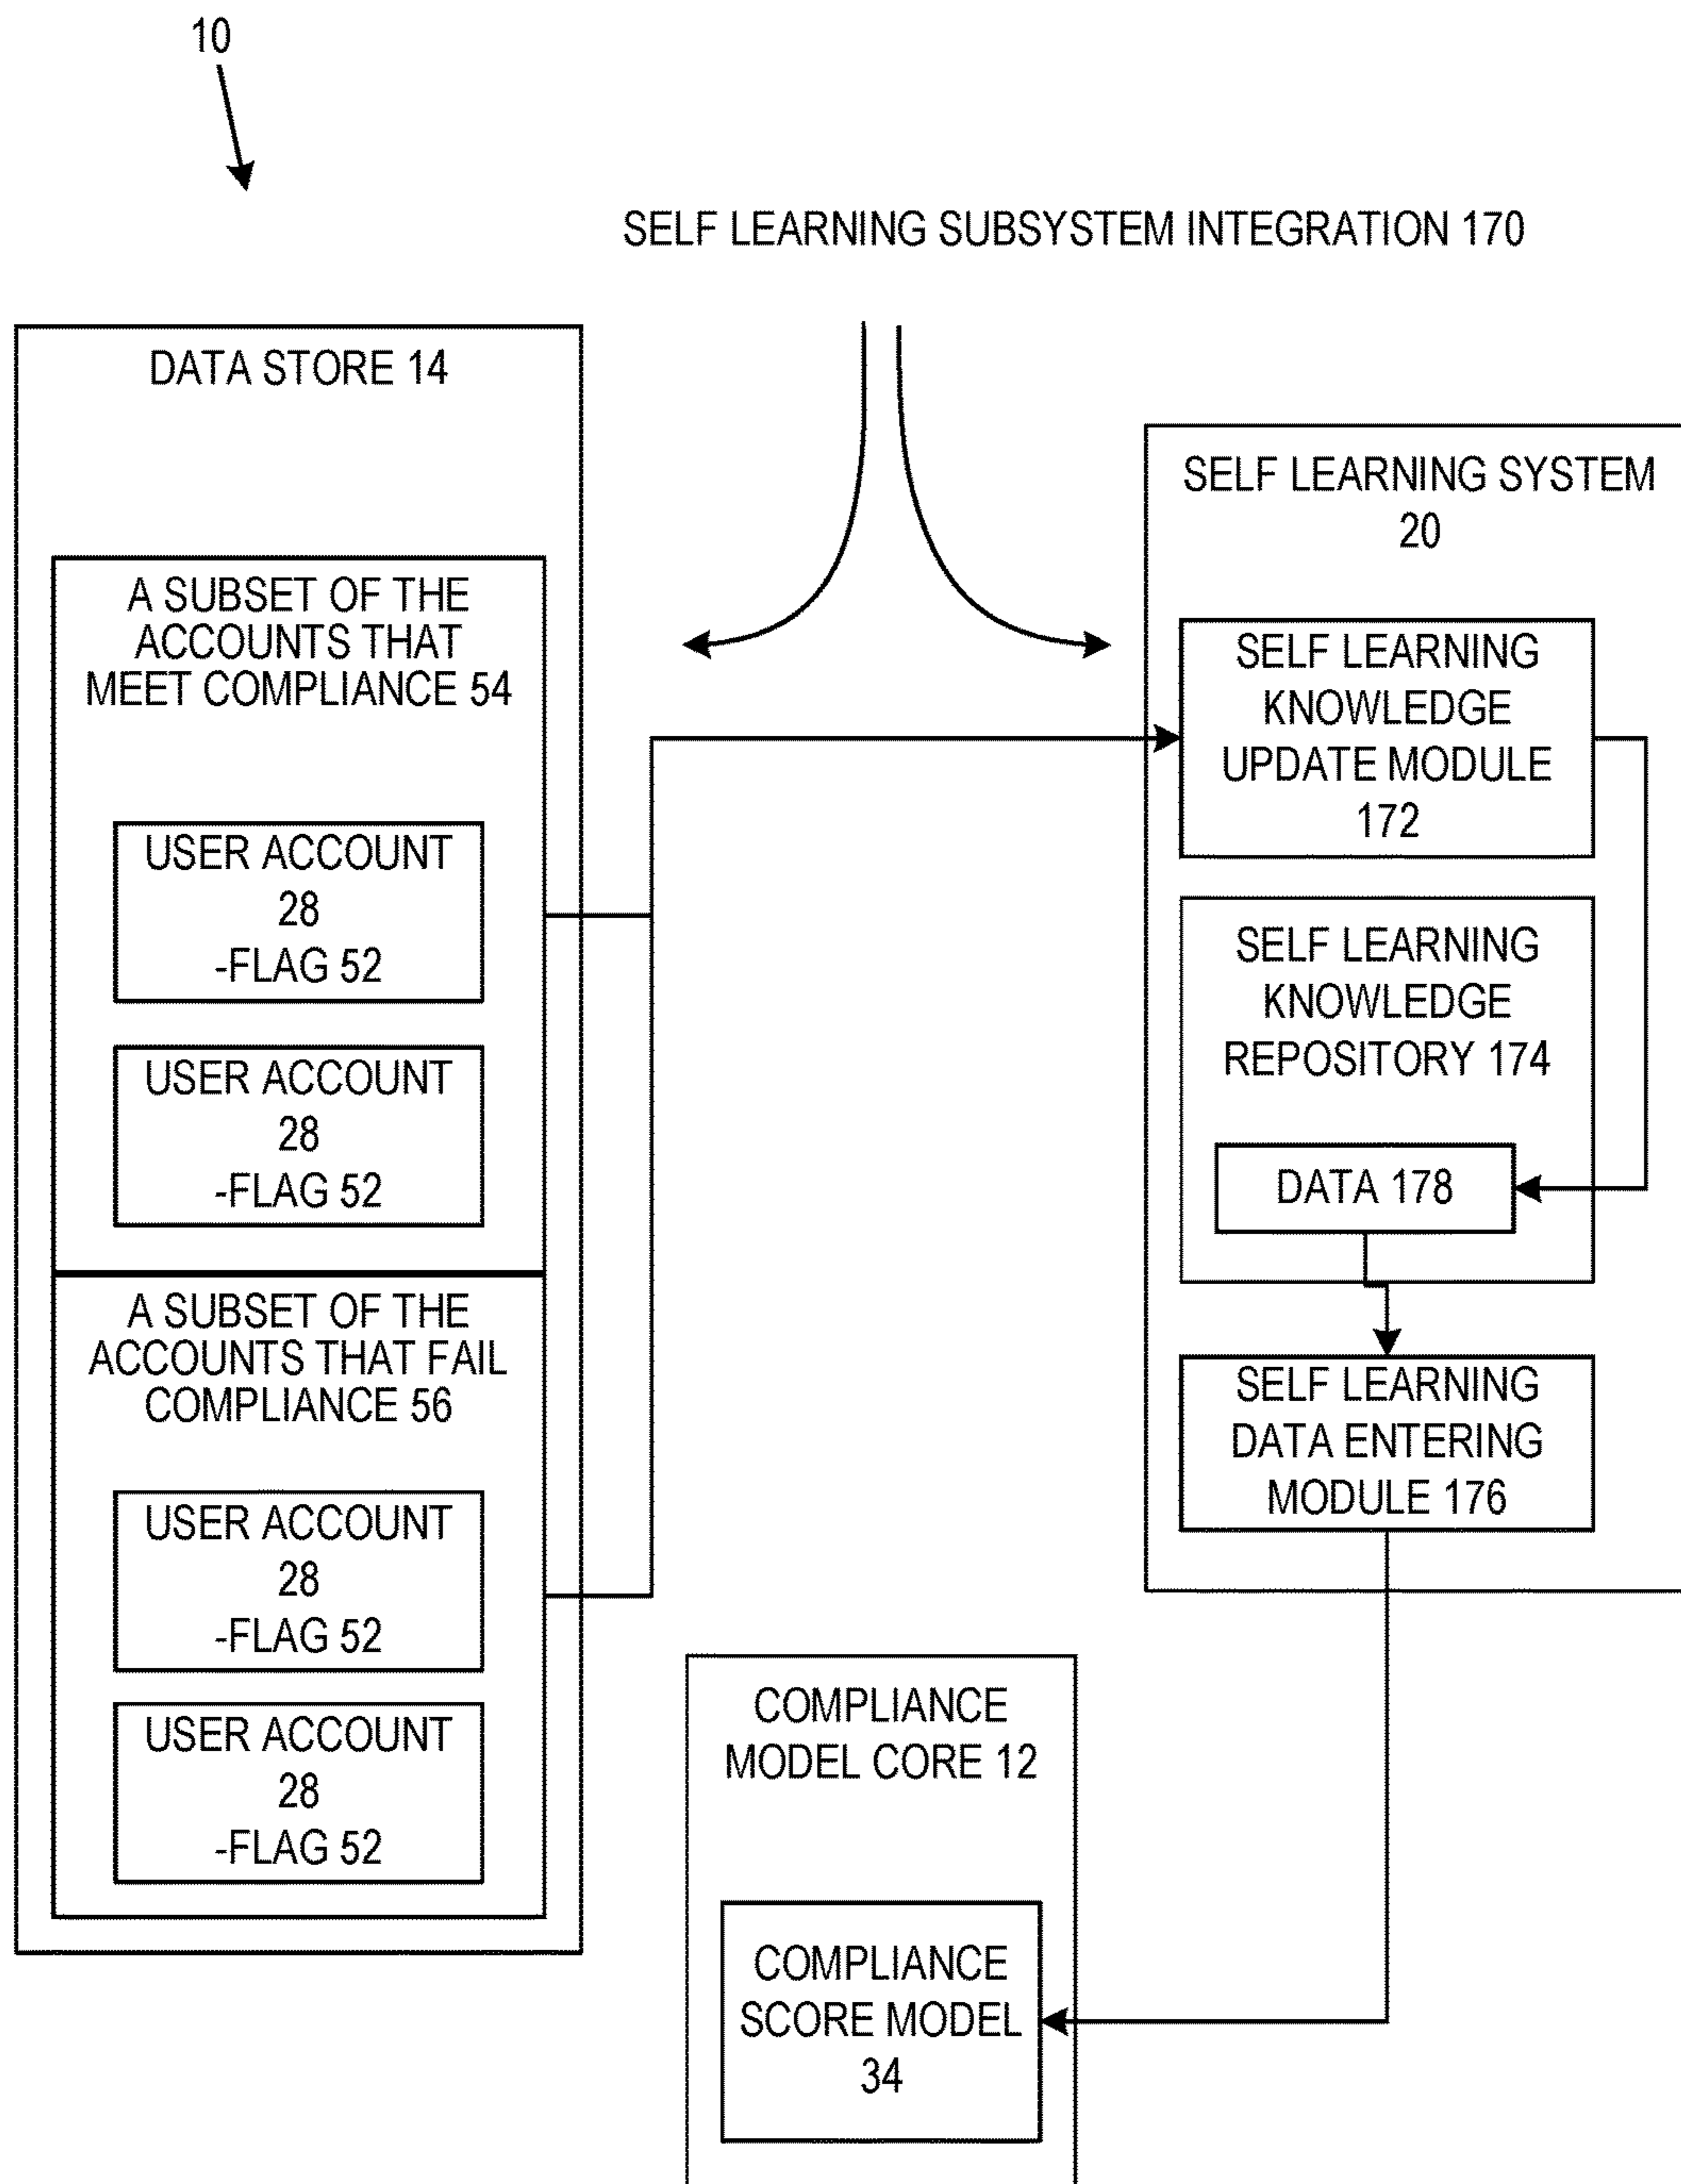 10
SELF LEARNING SUBSYSTEM INTEGRATION 170
DATA STORE 14
A SUBSET OF THE
ACCOUNTS THAT
MEET COMPLIANCE 54
USER ACCOUNT
28
-FLAG 52
USER ACCOUNT
28
-FLAG 52
A SUBSET OF THE
ACCOUNTS THAT FAIL
COMPLIANCE 56
USER ACCOUNT
28
-FLAG 52
USER ACCOUNT
28
-FLAG 52
SELF LEARNING SYSTEM
20
SELF LEARNING
KNOWLEDGE
UPDATE MODULE
172
SELF LEARNING
KNOWLEDGE
REPOSITORY 174
DATA 178
SELF LEARNING
DATA ENTERING
MODULE 176
COMPLIANCE
MODEL CORE 12
COMPLIANCE
SCORE MODEL
34